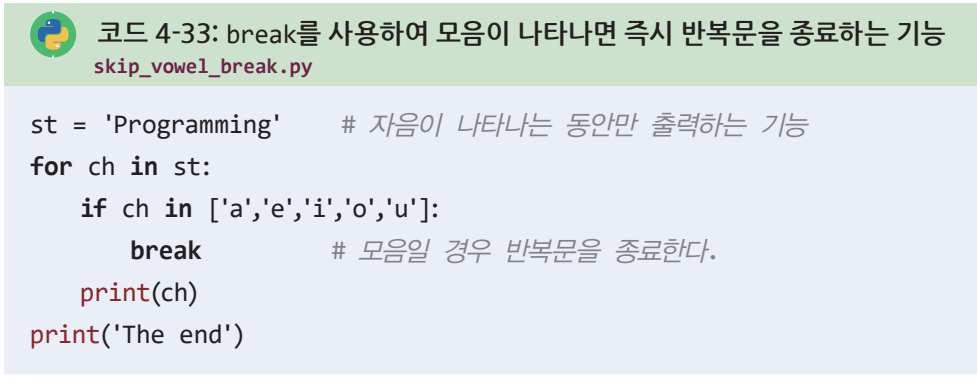 코드 4-33: break를 사용하여 모음이 나타나면 즉시 반복문을 종료하는 기능
skip_vowel_break.py
st = 'Programming'    # 자음이 나타나는 동안만 출력하는 기능
for ch in st:
    if ch in ['a','e','i','o','u']:
        break        # 모음일 경우 반복문을 종료한다.
    print(ch)
print('The end')